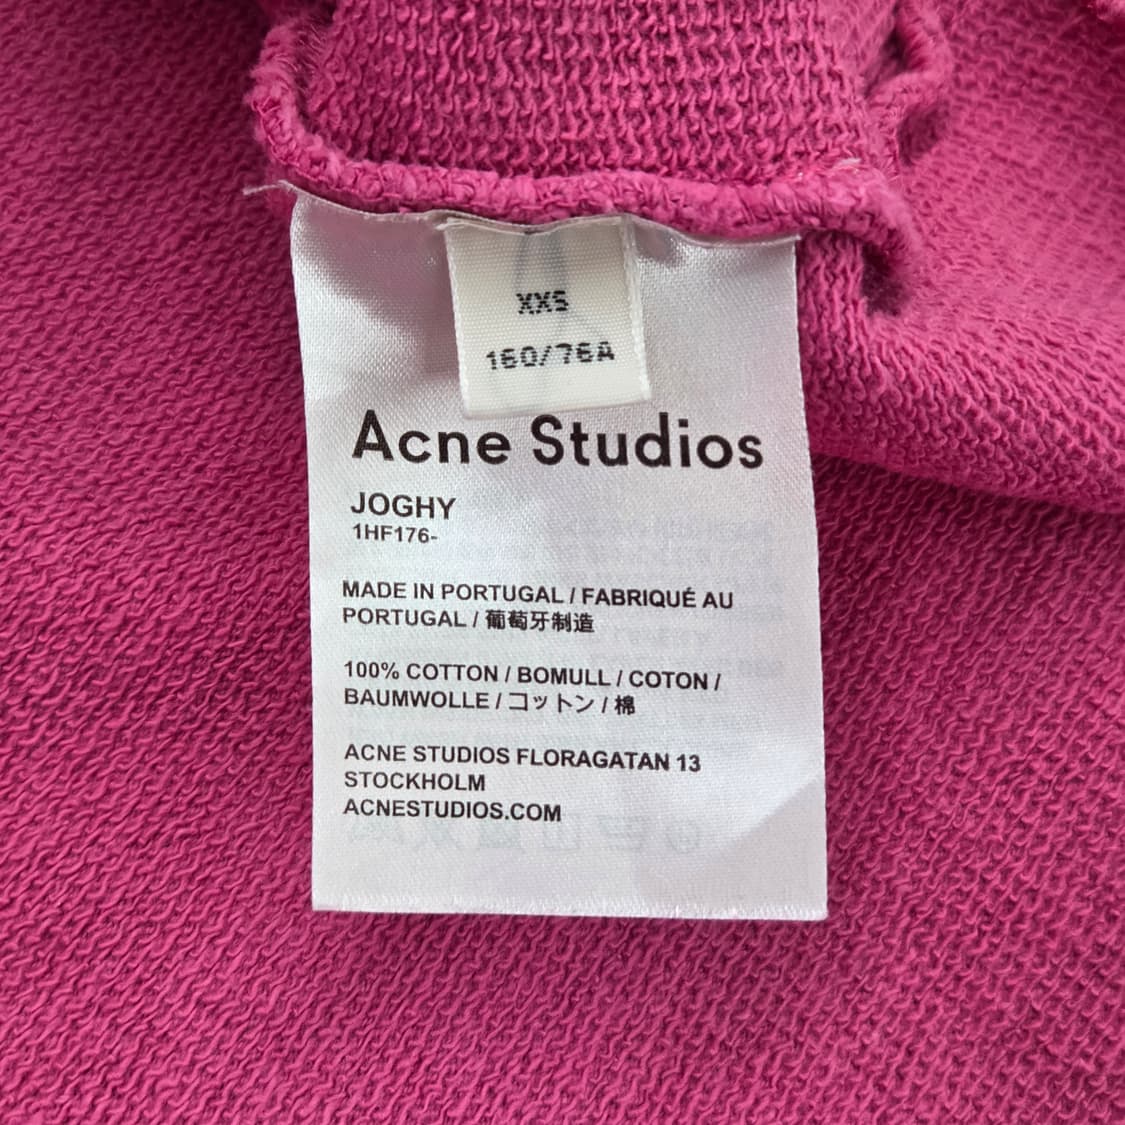 XXS
160/76A
Acne Studios
JOGHY
1HF176-
MADE IN PORTUGAL / FABRIQUÉ AU
PORTUGAL / 葡萄牙制造
100% COTTON / BOMULL / COTON /
BAUMWOLLE / コットン / 棉
ACNE STUDIOS FLORAGATAN 13
STOCKHOLM
ACNESTUDIOS.COM